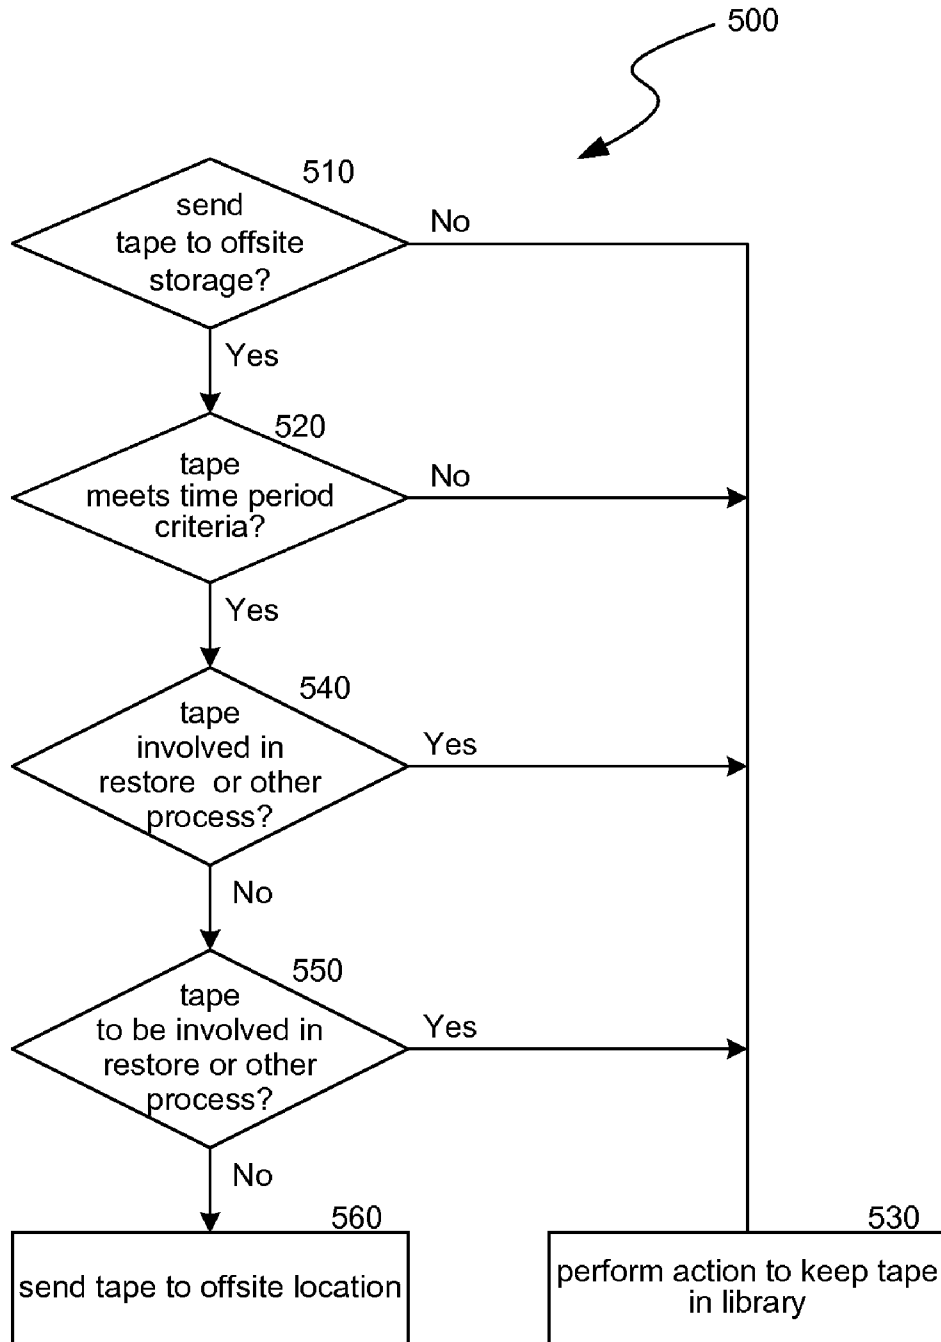 500
510
send
tape to offsite
storage?
No
Yes
520
tape
meets time period
criteria?
No
Yes
540
tape
involved in
restore or other
process?
Yes
No
550
tape
to be involved in
restore or other
process?
Yes
No
560
send tape to offsite location
530
perform action to keep tape
in library